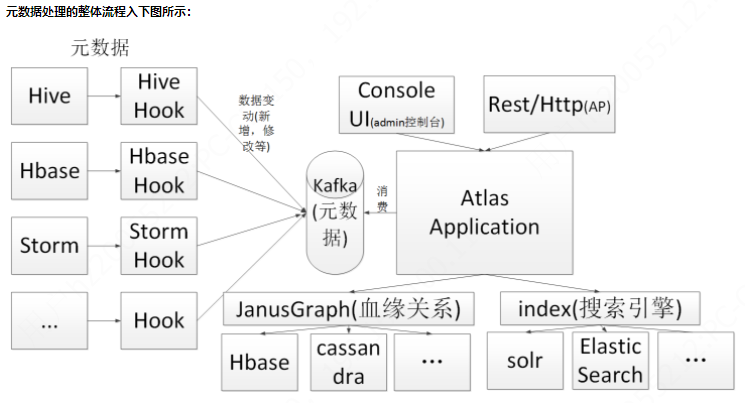 元数据处理的整体流程入下图所示:
元数据
Hive
Hive
Hook
Hbase
Hbase
Hook
Storm
Storm
Hook
...
Hook
数据变
动(新
增，修
改等)
Kafka
(元数
据)
消
费
Console
UI(admin控制台)
Rest/Http(AP)
Atlas
Application
JanusGraph(血缘关系)
index(搜索引擎)
Hbase
cassan
dra
...
solr
Elastic
Search
...